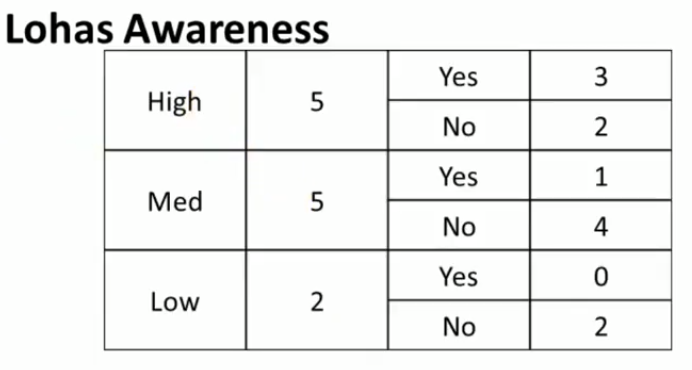 Lohas Awareness
High 5 Yes 3
No 2
Med 5 Yes 1
No 4
Low 2 Yes 0
No 2